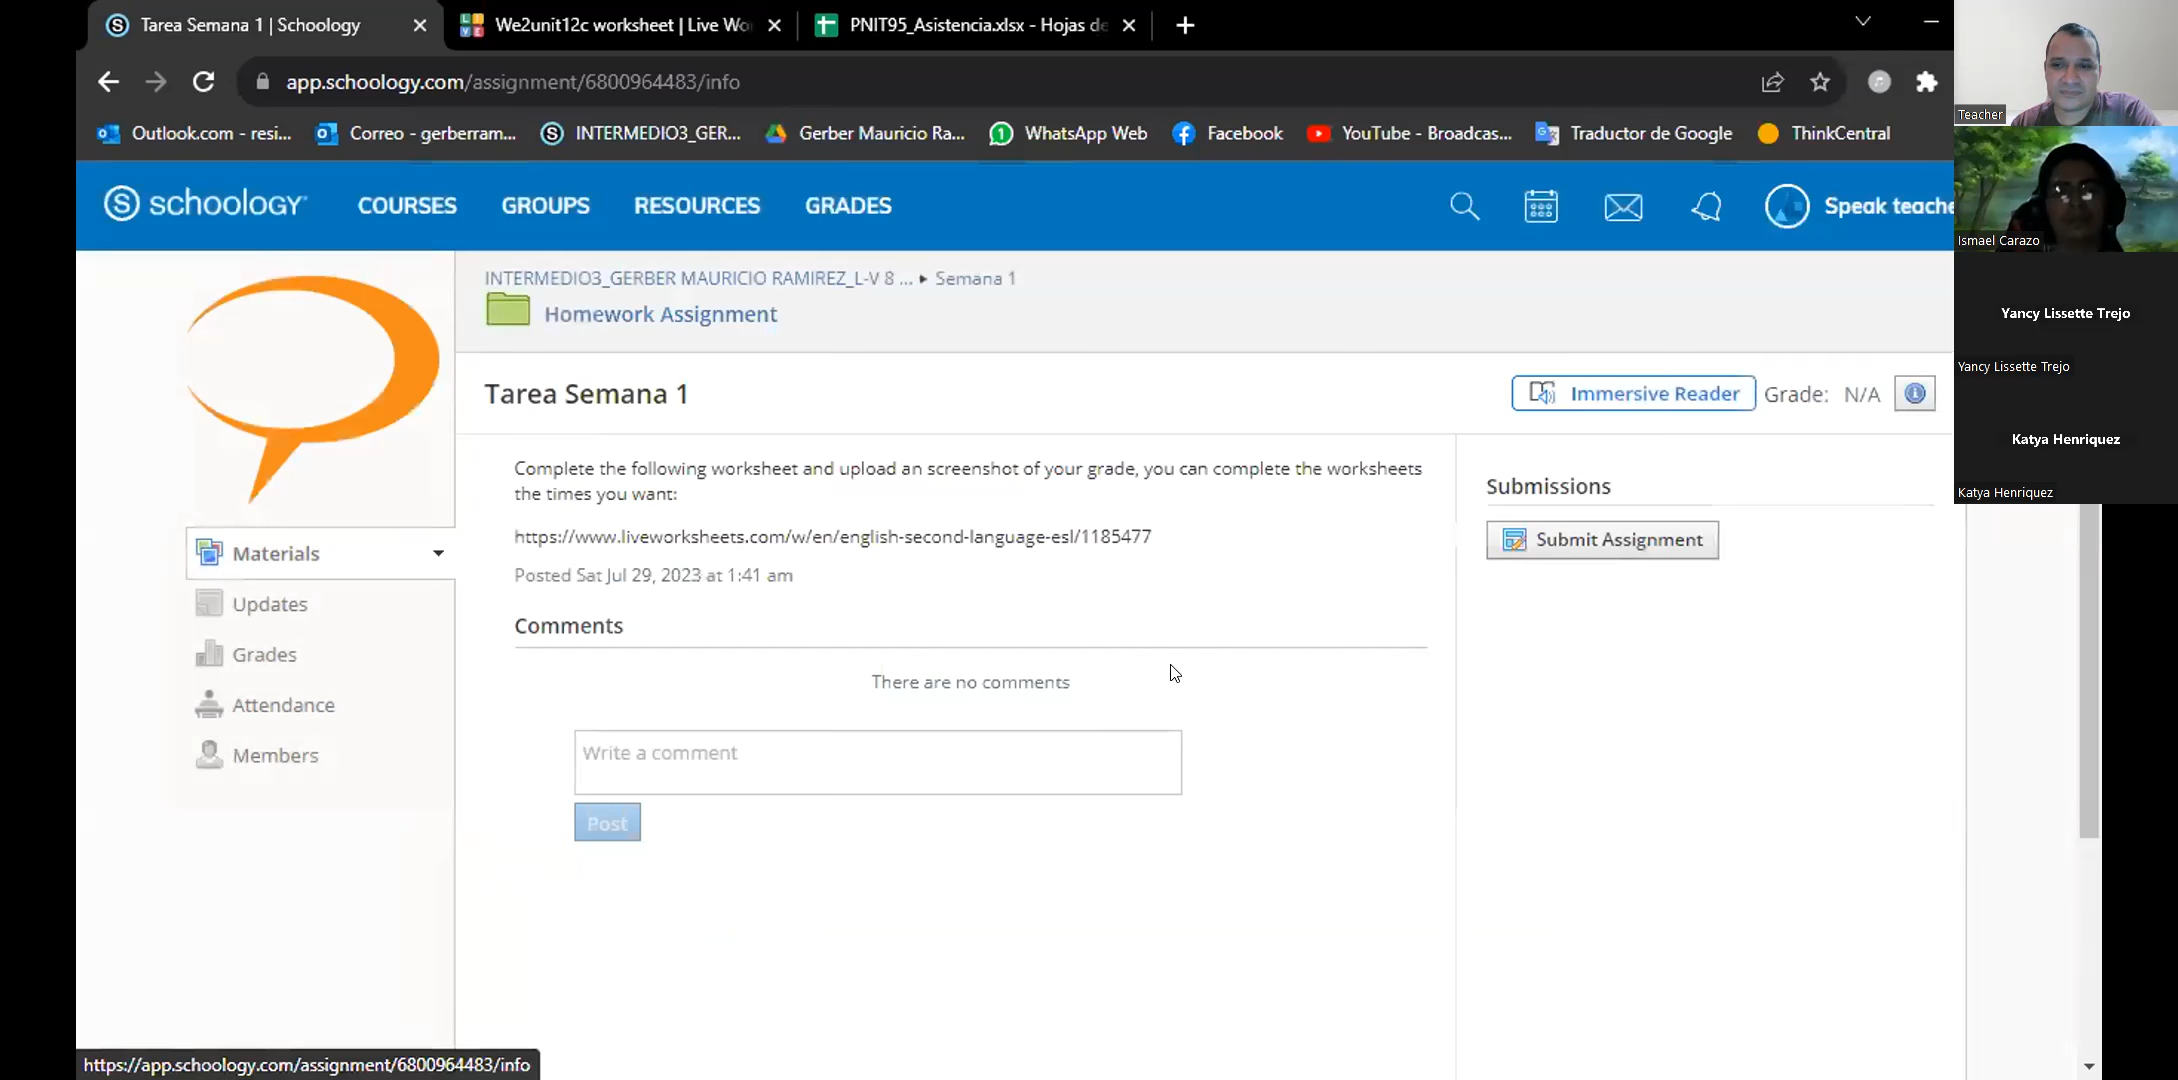 Tarea Semana 1 | Schoology
We2unit12c worksheet | Live Wo
PNIT95_Asistencia.xlsx - Hojas de
app.schoology.com/assignment/6800964483/info
Outlook.com - resi...
Correo - gerberram...
INTERMEDIO3_GER...
Gerber Mauricio Ra...
WhatsApp Web
Facebook
YouTube - Broadcas...
Traductor de Google
ThinkCentral
Teacher
schoology
COURSES
GROUPS
RESOURCES
GRADES
Speak teache
Ismael Carazo
INTERMEDIO3_GERBER MAURICIO RAMIREZ_L-V 8 ... ▸ Semana 1
Homework Assignment
Yancy Lissette Trejo
Yancy Lissette Trejo
Tarea Semana 1
Immersive Reader
Grade: N/A
Katya Henriquez
Katya Henriquez
Complete the following worksheet and upload an screenshot of your grade, you can complete the worksheets
the times you want:
https://www.liveworksheets.com/w/en/english-second-language-esl/1185477
Posted Sat Jul 29, 2023 at 1:41 am
Submissions
Submit Assignment
Materials
Updates
Grades
Attendance
Members
Comments
There are no comments
Write a comment
Post
https://app.schoology.com/assignment/6800964483/info